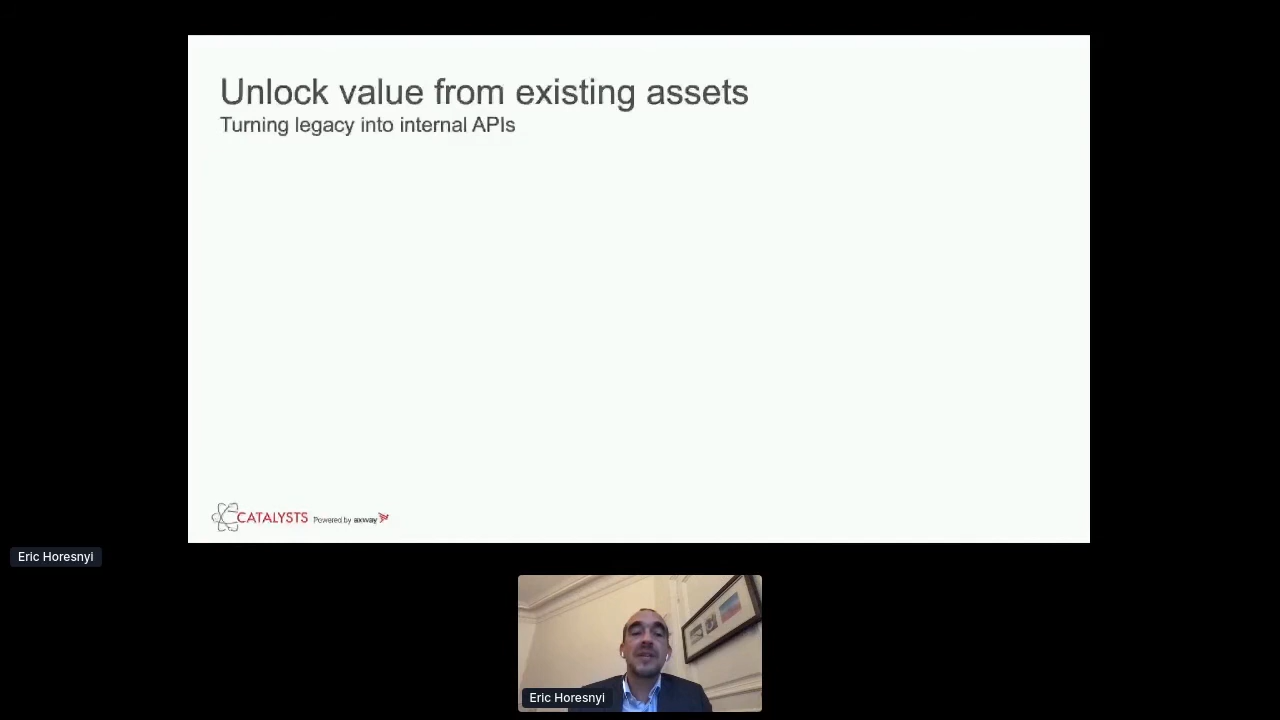 Unlock value from existing assets
Turning legacy into internal APIs
CATALYSTS Powered by axway
Eric Horesnyi
Eric Horesnyi